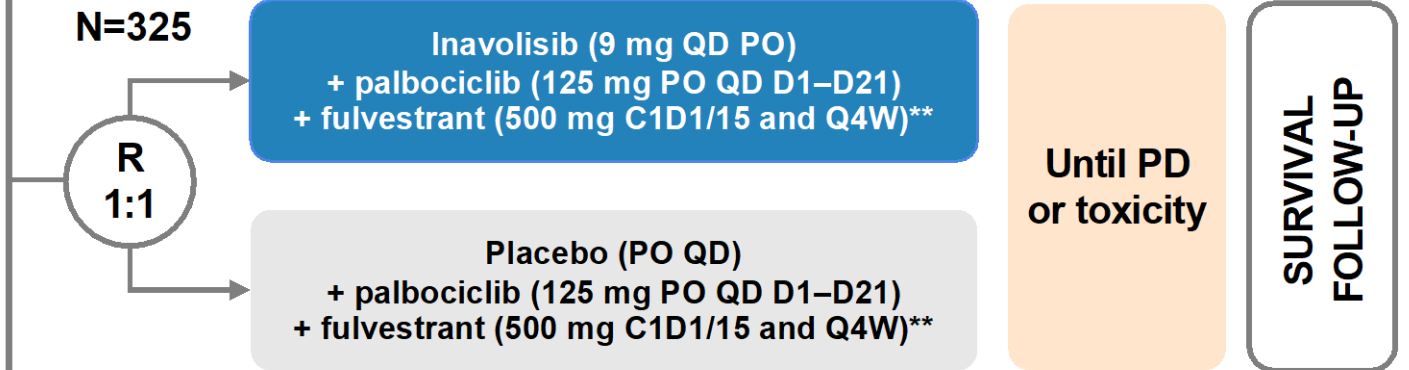 N=325
R
1:1
Inavolisib (9 mg QD PO)
+ palbociclib (125 mg PO QD D1–D21)
+ fulvestrant (500 mg C1D1/15 and Q4W)**
Placebo (PO QD)
+ palbociclib (125 mg PO QD D1–D21)
+ fulvestrant (500 mg C1D1/15 and Q4W)**
Until PD
or toxicity
SURVIVAL
FOLLOW-UP